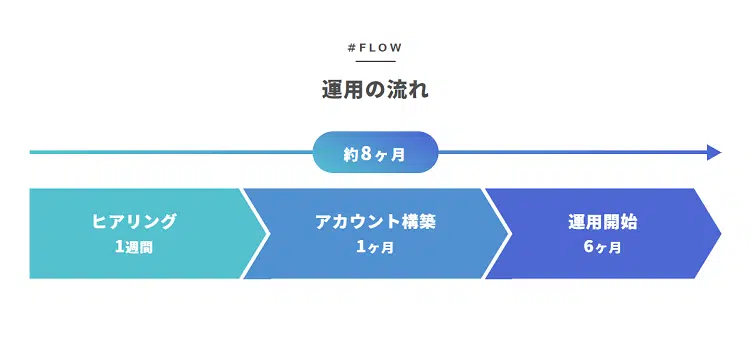 #FLOW
運用の流れ
約8ヶ月
ヒアリング
1週間
アカウント構築
1ヶ月
運用開始
6ヶ月